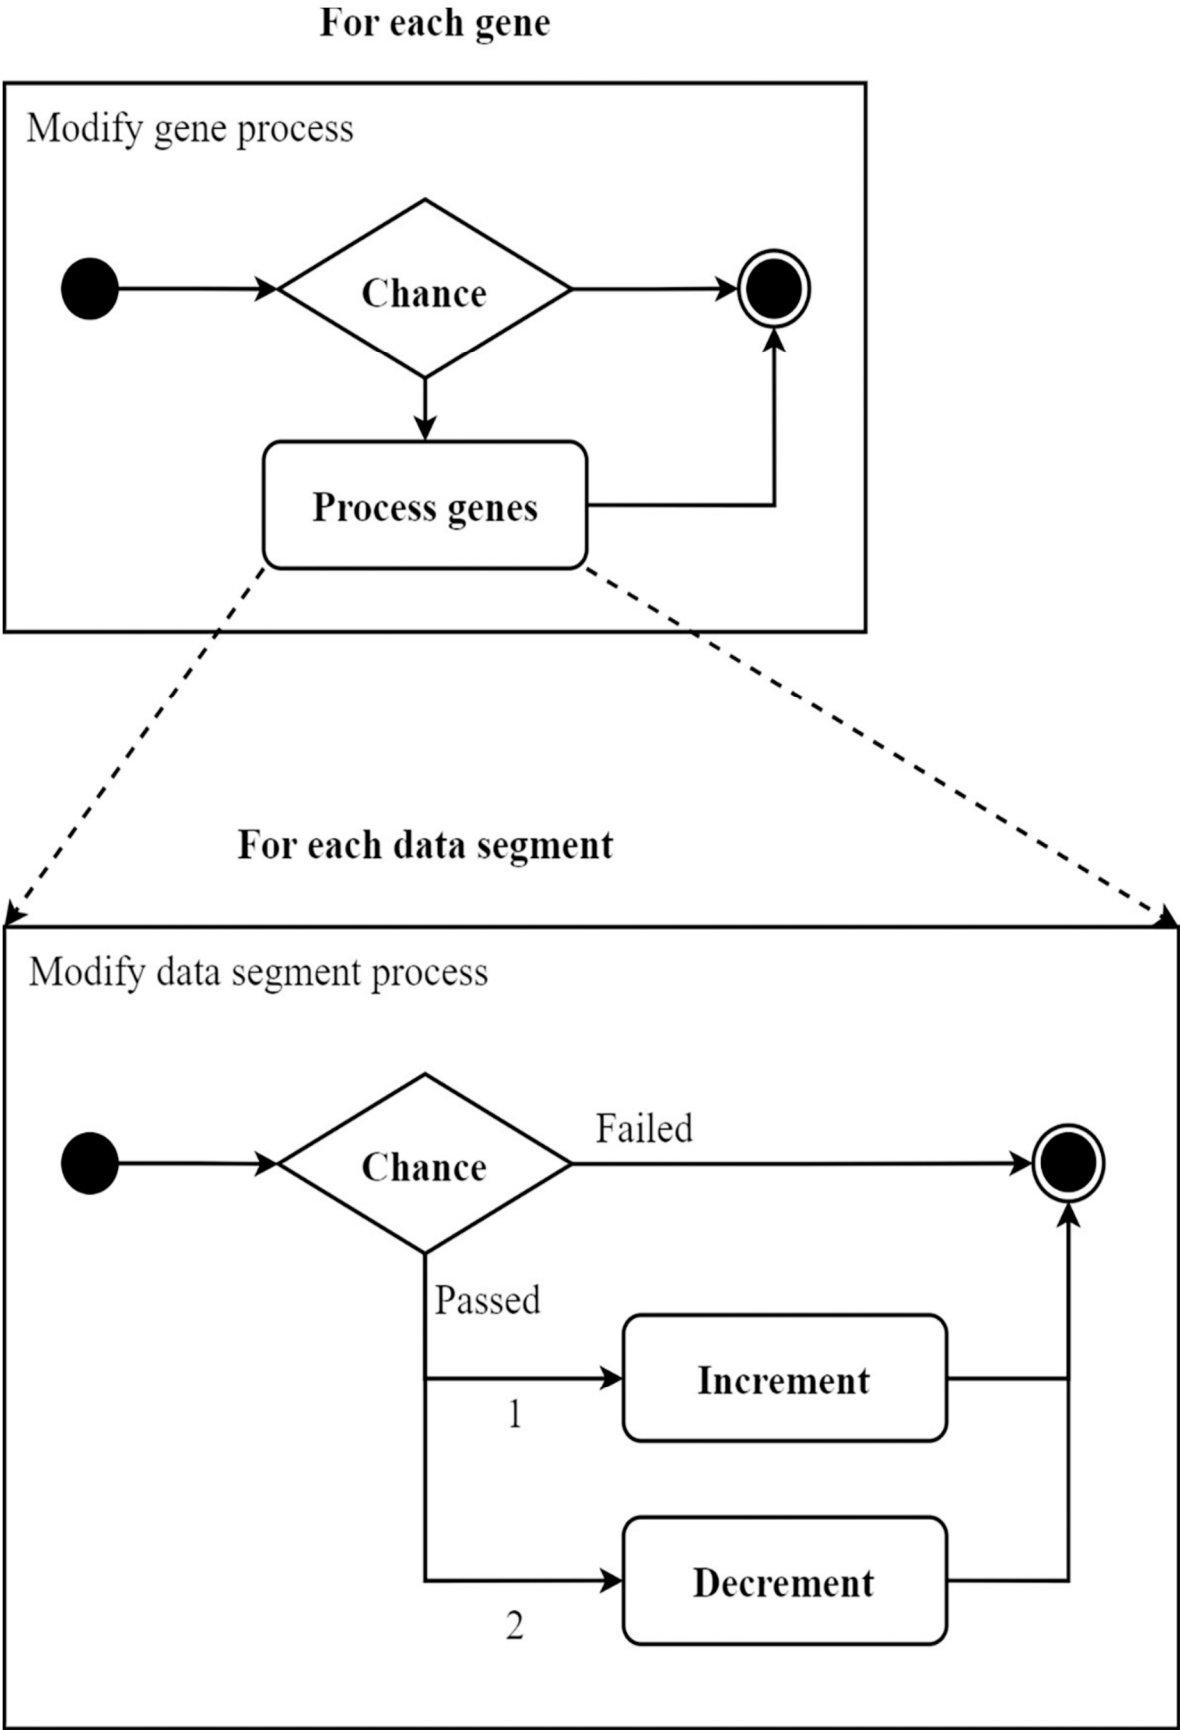 For each gene
Modify gene process
Chance
Process genes
For each data segment
Modify data segment process
Failed
Chance
Passed
Increment
1
Decrement
2